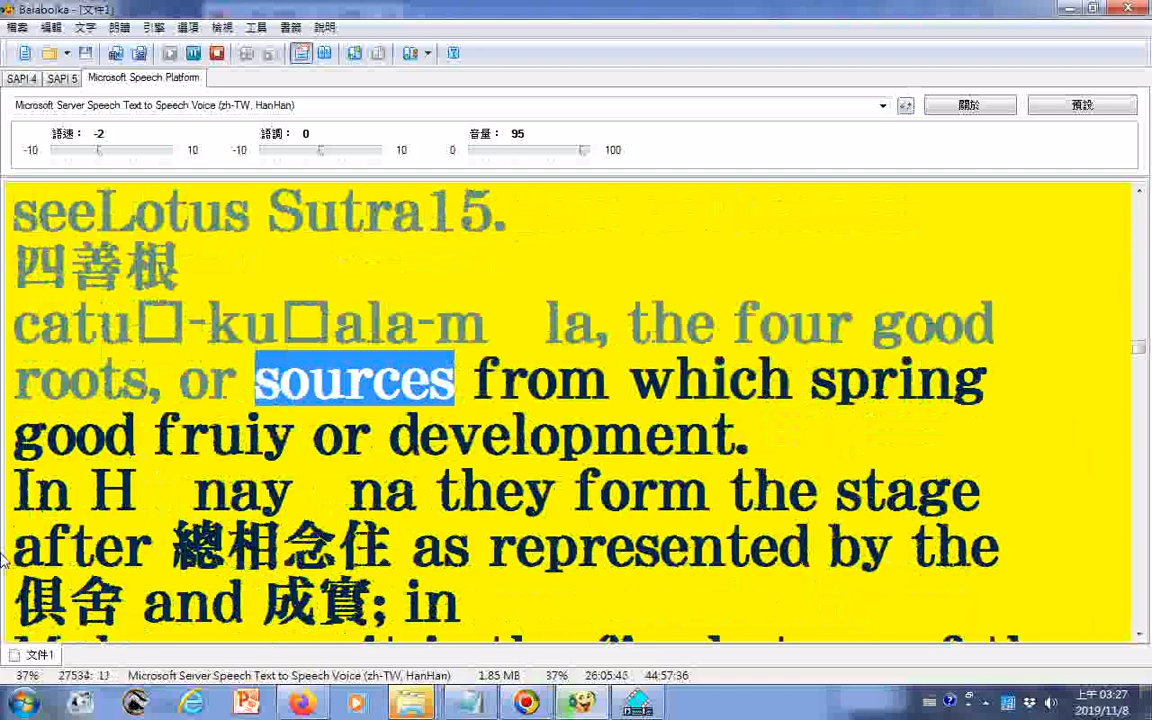 Balabolka - [文件1]
檔案 編輯 文字 朗讀 引擎 選項 檢視 工具 書籤 說明
SAPI 4 SAPI 5 Microsoft Speech Platform
Microsoft Server Speech Text to Speech Voice (zh-TW, HanHan) 關於 預設
語速： -2 語調： 0 音量： 95
-10 10 -10 10 0 100
seeLotus Sutra15.
四善根
catu□-ku□ala-m la, the four good
roots, or sources from which spring
good fruiy or development.
In H nay na they form the stage
after 總相念住 as represented by the
俱舍 and 成實; in
文件1
37% 27534: 13 Microsoft Server Speech Text to Speech Voice (zh-TW, HanHan) 1.85 MB 37% 26:05:43 44:57:36
上午 03:27
2019/11/8